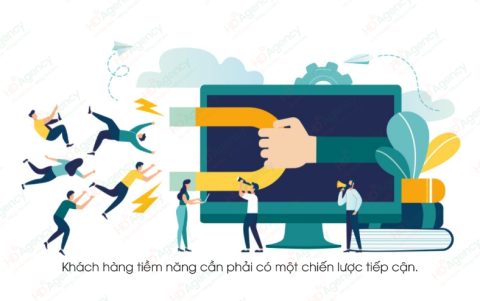 Khách hàng tiềm năng cần phải có một chiến lược tiếp cận.